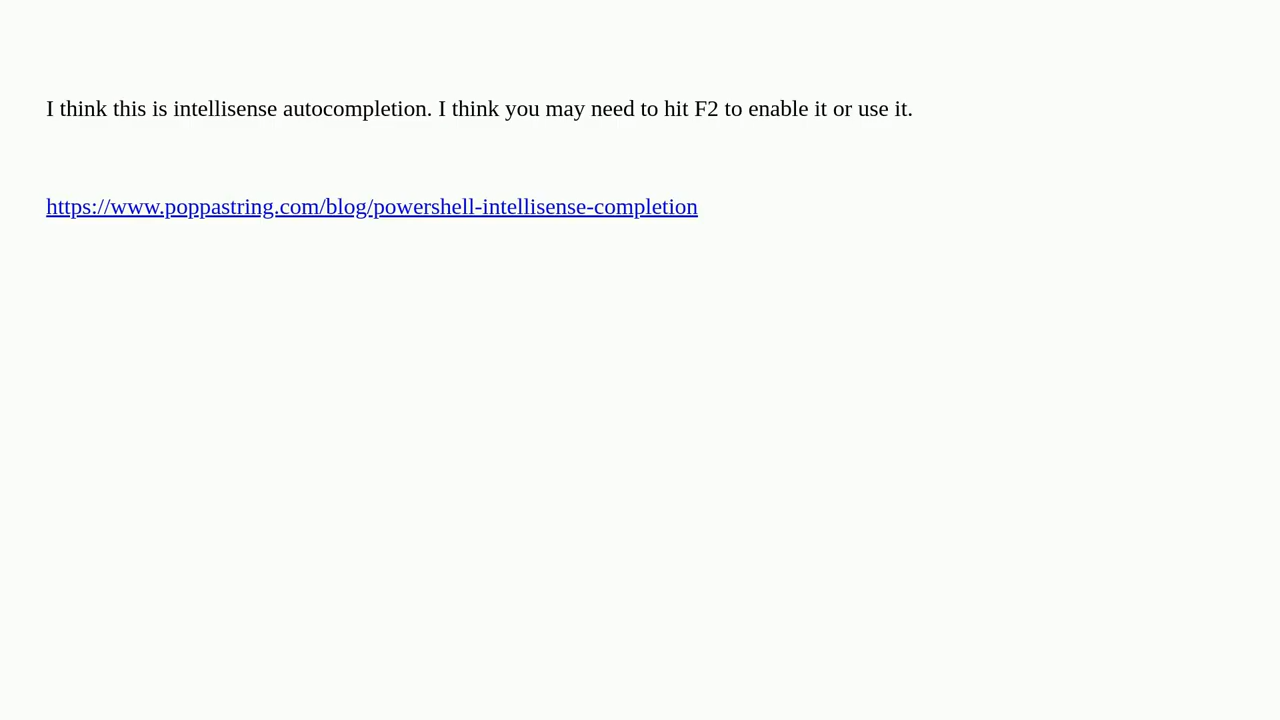 I think this is intellisense autocompletion. I think you may need to hit F2 to enable it or use it.
https://www.poppastring.com/blog/powershell-intellisense-completion